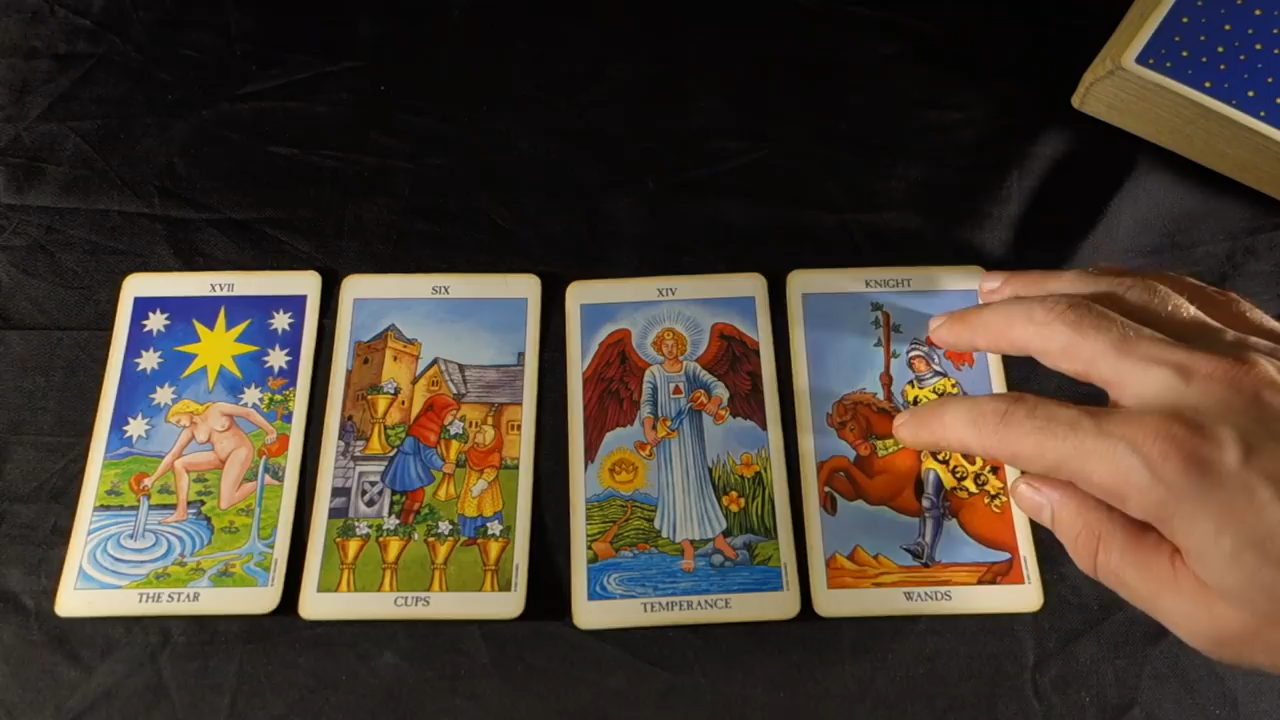 XVII
THE STAR
SIX
CUPS
XIV
TEMPERANCE
KNIGHT
WANDS